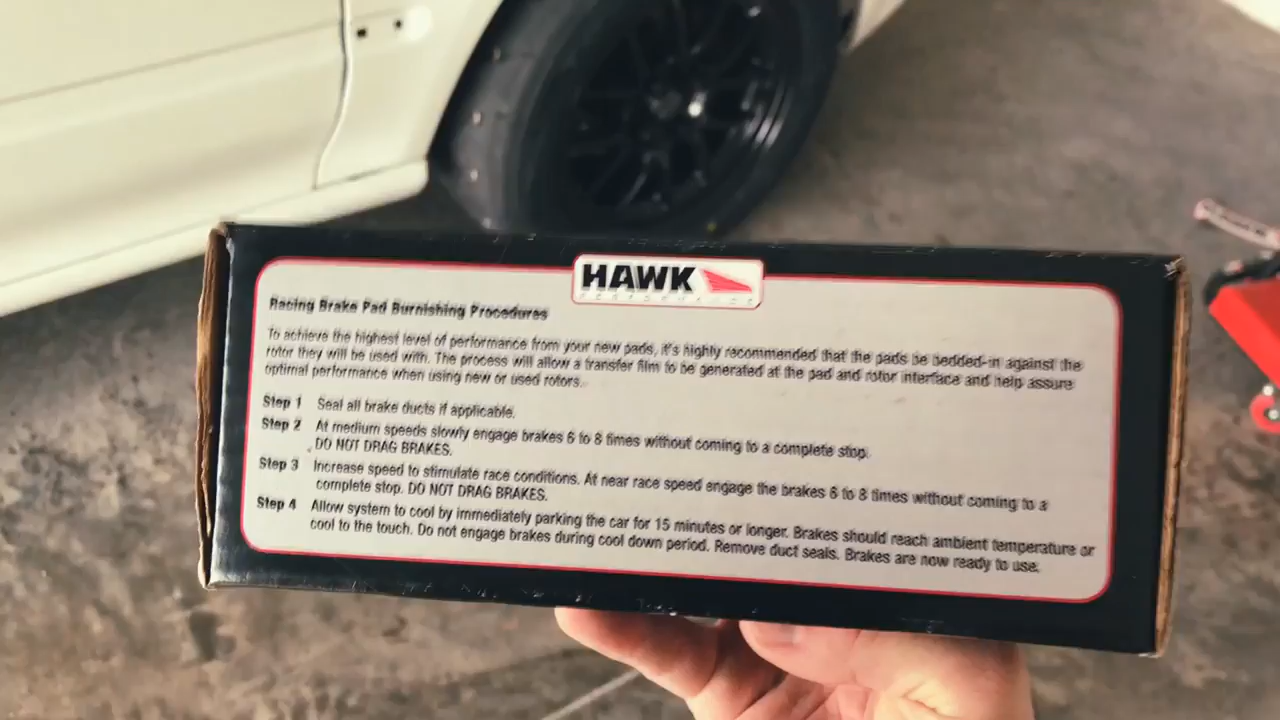 HAWK
PERFORMANCE
Racing Brake Pad Burnishing Procedures
To achieve the highest level of performance from your new pads, it's highly recommended that the pads be bedded-in against the
rotor they will be used with. The process will allow a transfer film to be generated at the pad and rotor interface and help assure
optimal performance when using new or used rotors.
Step 1 Seal all brake ducts if applicable.
Step 2 At medium speeds slowly engage brakes 6 to 8 times without coming to a complete stop.
DO NOT DRAG BRAKES.
Step 3 Increase speed to stimulate race conditions. At near race speed engage the brakes 6 to 8 times without coming to a
complete stop. DO NOT DRAG BRAKES.
Step 4 Allow system to cool by immediately parking the car for 15 minutes or longer. Brakes should reach ambient temperature or
cool to the touch. Do not engage brakes during cool down period. Remove duct seals. Brakes are now ready to use.